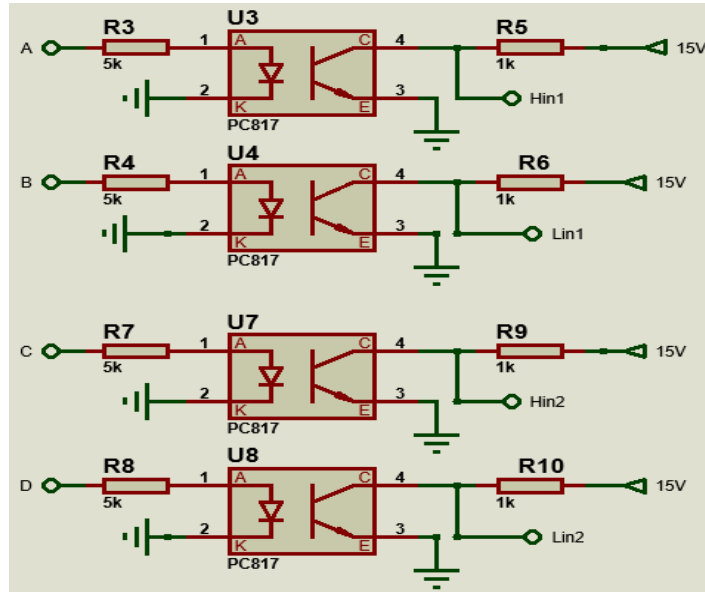 U3
R3
R5
A
1
A
C
4
15V
5k
1k
2
K
E
3
Hin1
PC817
U4
R4
R6
B
1
A
C
4
15V
5k
1k
2
K
E
3
Lin1
PC817
U7
R7
R9
C
1
A
C
4
15V
5k
1k
2
K
E
3
Hin2
PC817
U8
R8
R10
D
1
A
C
4
15V
5k
1k
2
K
E
3
Lin2
PC817